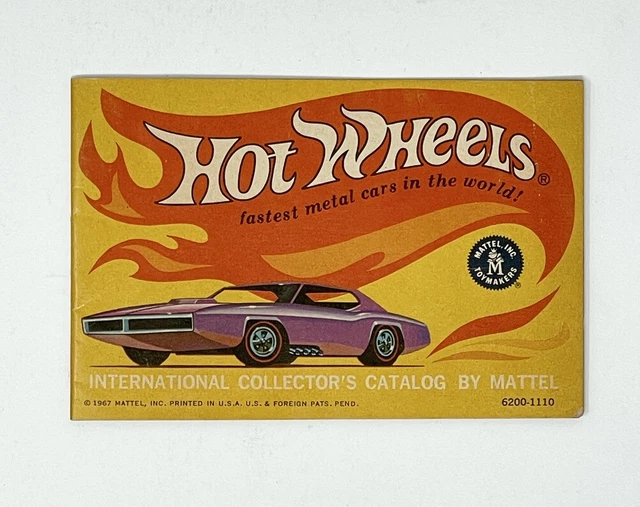 HOT WHEELS®
fastest metal cars in the world!
MATTEL, INC.
M
TOYMAKERS
®
INTERNATIONAL COLLECTOR'S CATALOG BY MATTEL
© 1967 MATTEL, INC. PRINTED IN U.S.A. U.S. & FOREIGN PATS. PEND.
6200-1110